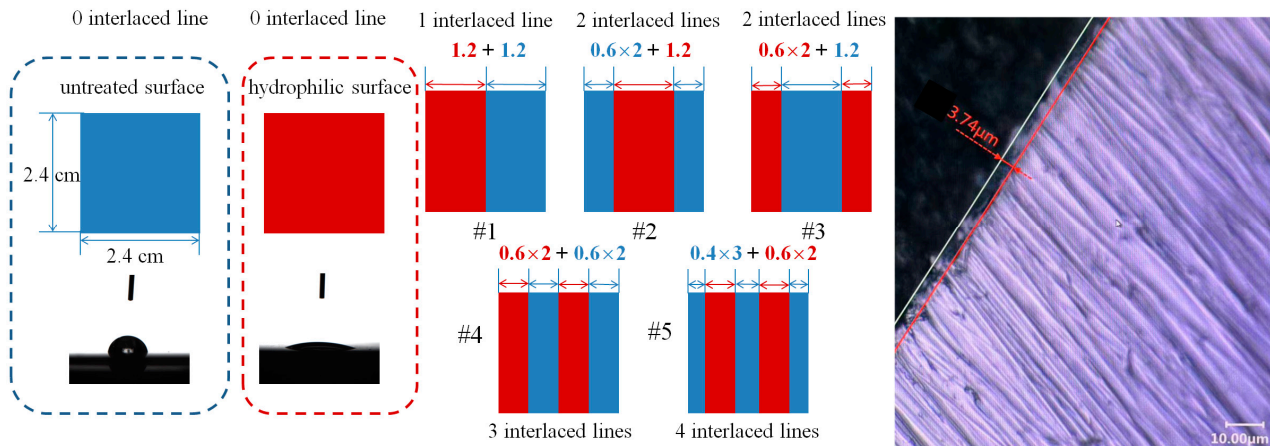 0 interlaced line
0 interlaced line
1 interlaced line
2 interlaced lines
2 interlaced lines
untreated surface
hydrophilic surface
1.2 + 1.2
0.6×2 + 1.2
0.6×2 + 1.2
2.4 cm
2.4 cm
#1
#2
#3
0.6×2 + 0.6×2
0.4×3 + 0.6×2
#4
#5
3 interlaced lines
4 interlaced lines
3.74μm
10.00μm